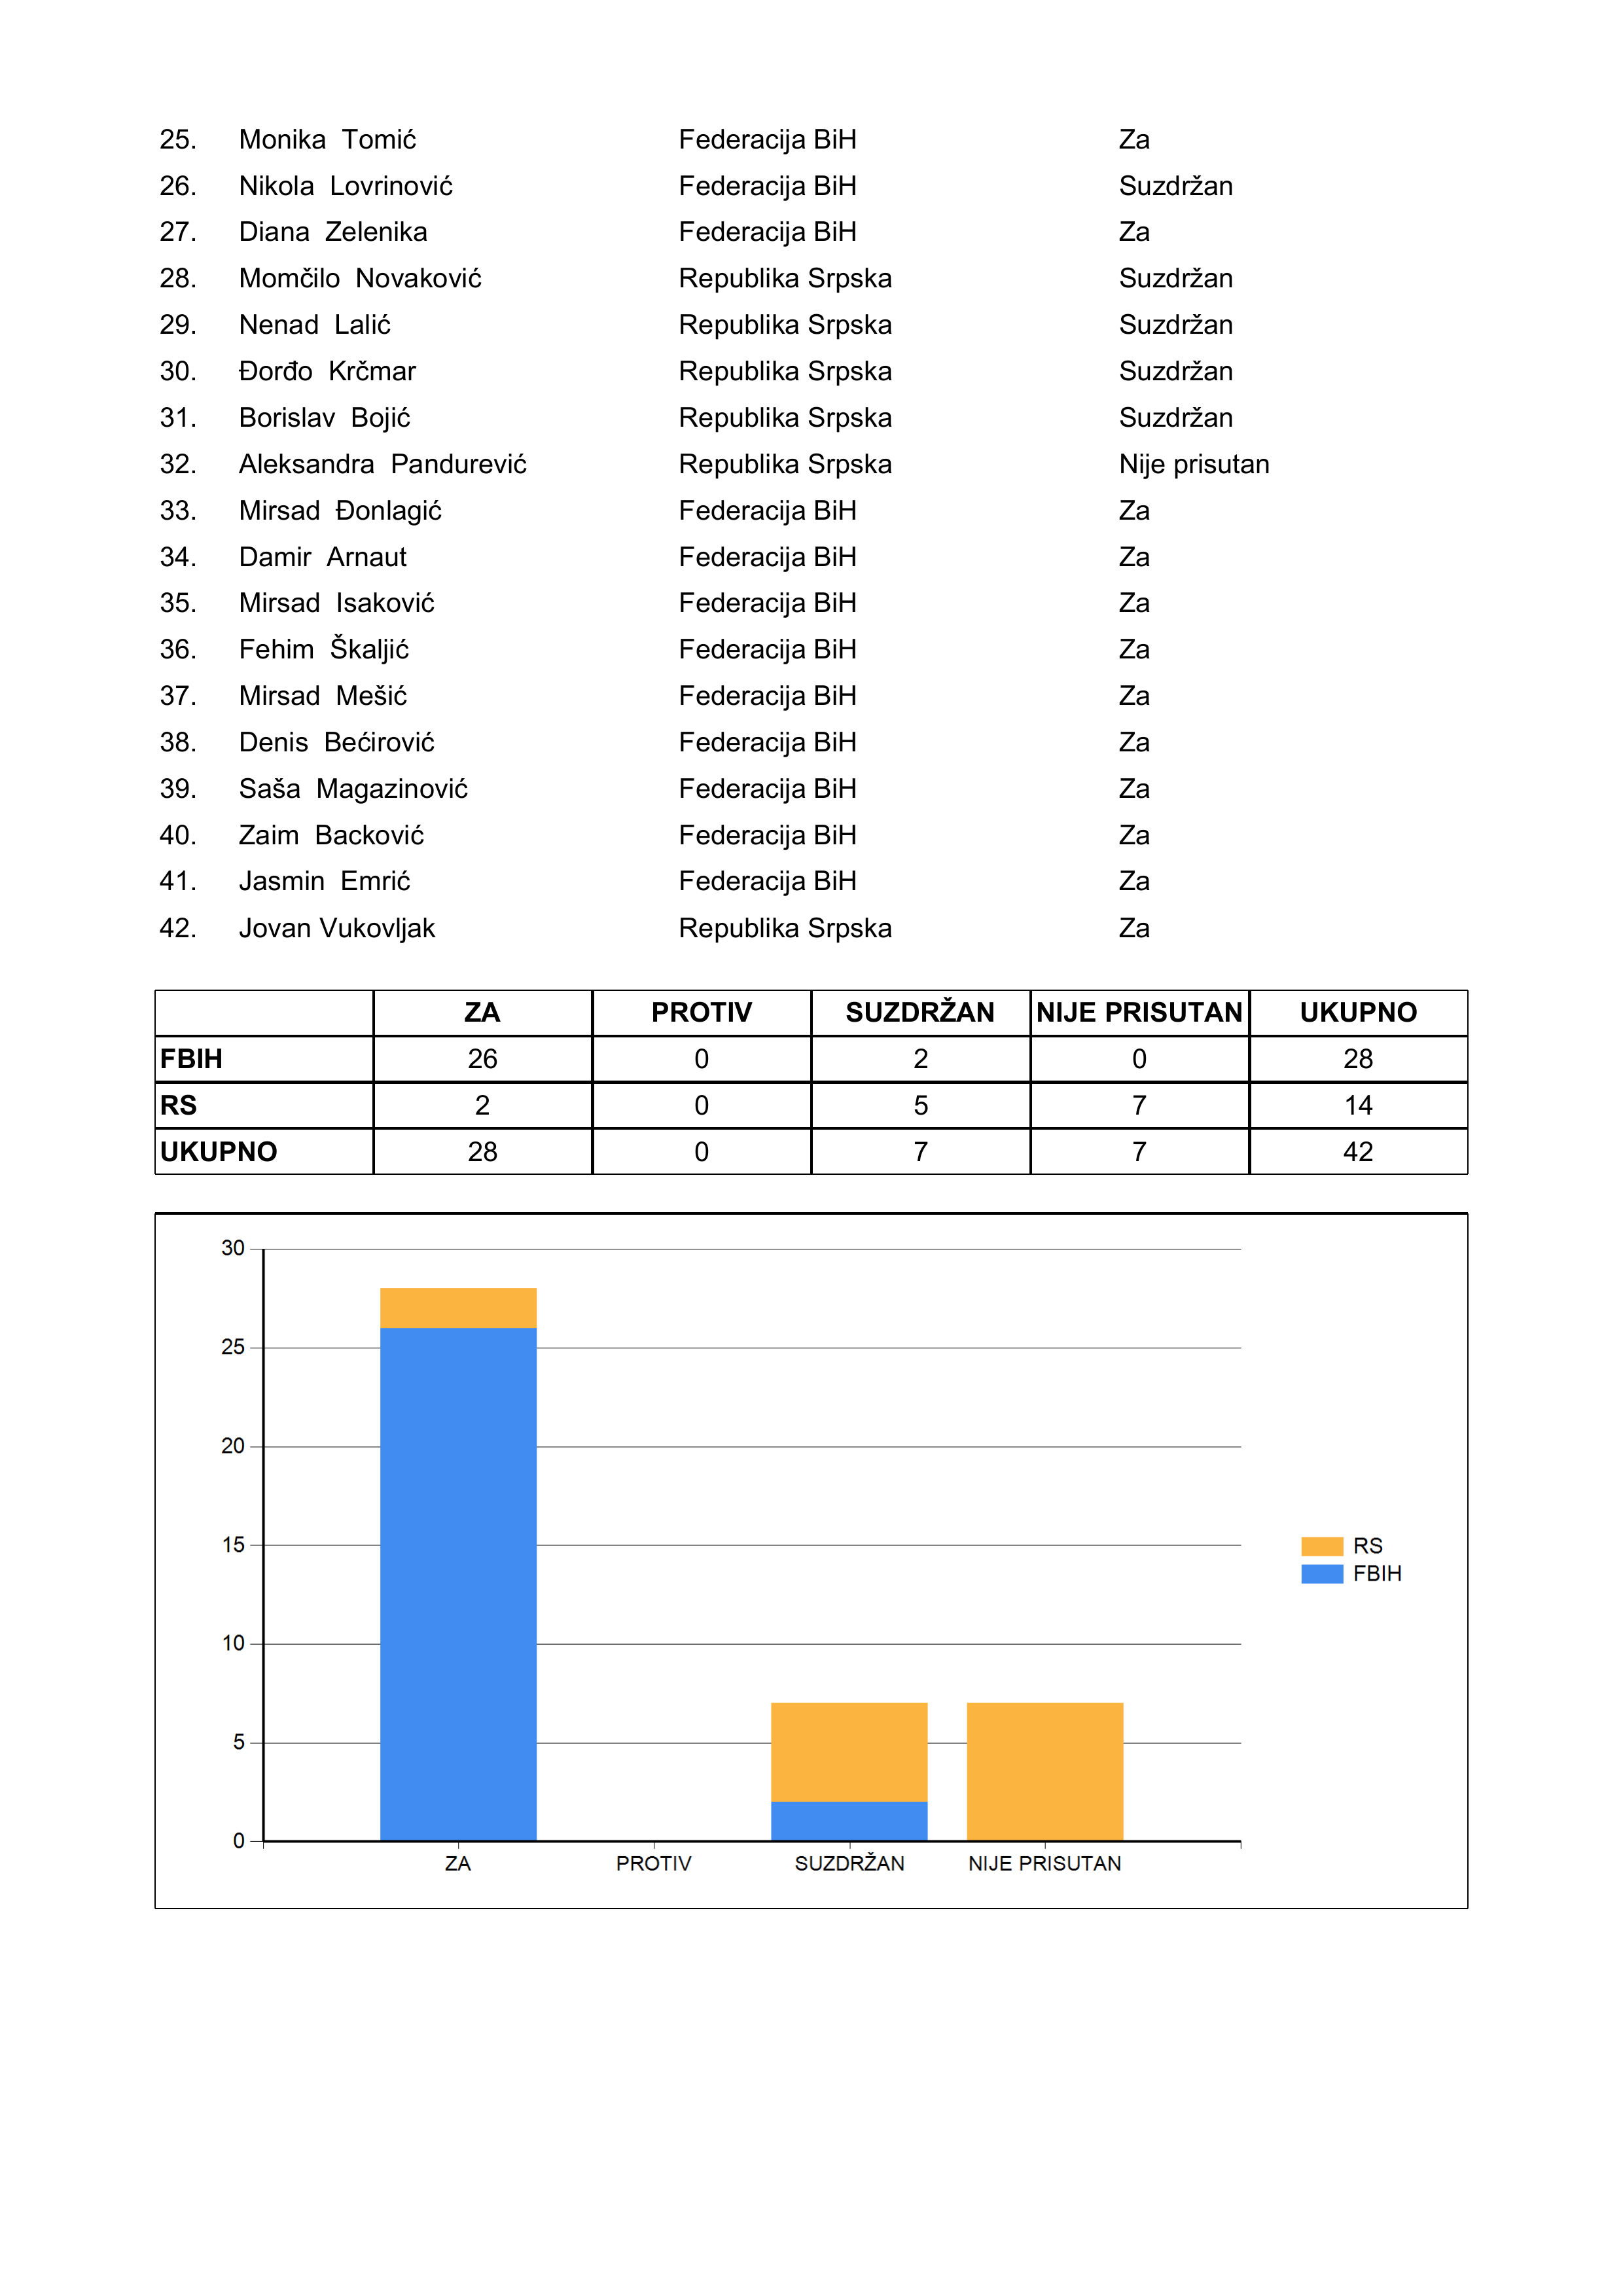 25. Monika Tomić Federacija BiH Za
26. Nikola Lovrinović Federacija BiH Suzdržan
27. Diana Zelenika Federacija BiH Za
28. Momčilo Novaković Republika Srpska Suzdržan
29. Nenad Lalić Republika Srpska Suzdržan
30. Đorđo Krčmar Republika Srpska Suzdržan
31. Borislav Bojić Republika Srpska Suzdržan
32. Aleksandra Pandurević Republika Srpska Nije prisutan
33. Mirsad Đonlagić Federacija BiH Za
34. Damir Arnaut Federacija BiH Za
35. Mirsad Isaković Federacija BiH Za
36. Fehim Škaljić Federacija BiH Za
37. Mirsad Mešić Federacija BiH Za
38. Denis Bećirović Federacija BiH Za
39. Saša Magazinović Federacija BiH Za
40. Zaim Backović Federacija BiH Za
41. Jasmin Emrić Federacija BiH Za
42. Jovan Vukovljak Republika Srpska Za
ZA PROTIV SUZDRŽAN NIJE PRISUTAN UKUPNO
FBIH 26 0 2 0 28
RS 2 0 5 7 14
UKUPNO 28 0 7 7 42
30
25
20
15
10
5
0
ZA PROTIV SUZDRŽAN NIJE PRISUTAN
RS
FBIH